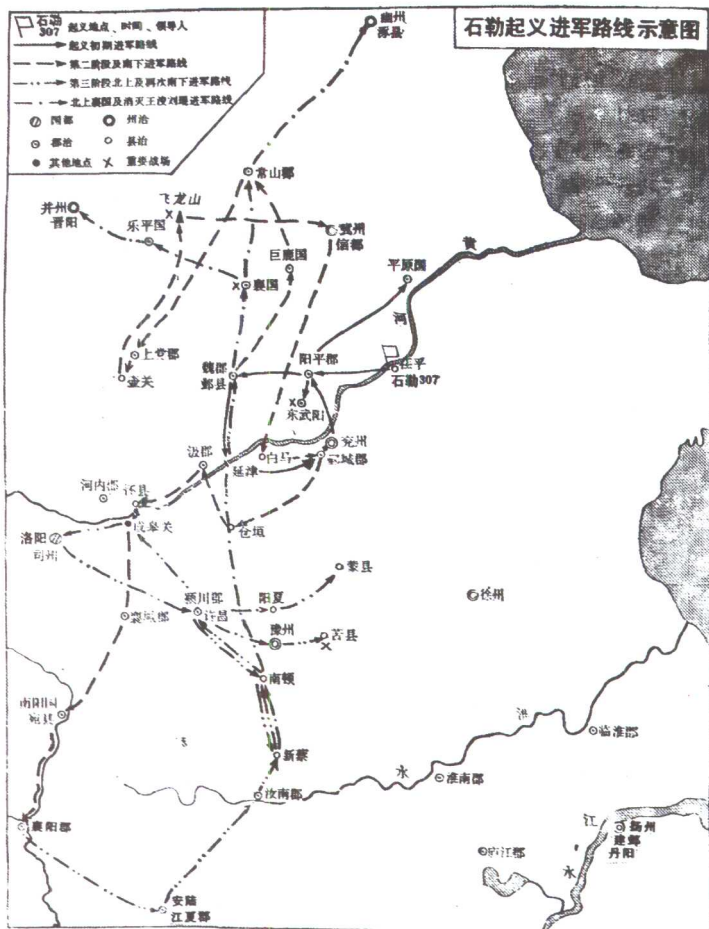 石勒起义进军路线示意图
石勒
307
起义地点、时间、领导人
起义初期进军路线
第二阶段及南下进军路线
第三阶段北上及再次南下进军路线
北上襄国及消灭王浚刘琨进军路线
国都
州治
郡治
县治
其他地点
重要战场
幽州
涿县
常山郡
飞龙山
并州
晋阳
乐平国
冀州
信都
巨鹿国
襄国
平原国
黄
河
上党郡
壶关
魏郡
邺县
阳平郡
茌平
石勒307
东武阳
兖州
白马
延津
汲郡
河内郡
怀县
仓垣
成皋关
洛阳
司州
蒙县
颍川郡
许昌
阳夏
徐州
襄城郡
豫州
苦县
南顿
南阳国
宛县
新蔡
汝南郡
水
淮南郡
临淮郡
襄阳郡
江
水
扬州
建邺
丹阳
庐江郡
安陆
江夏郡